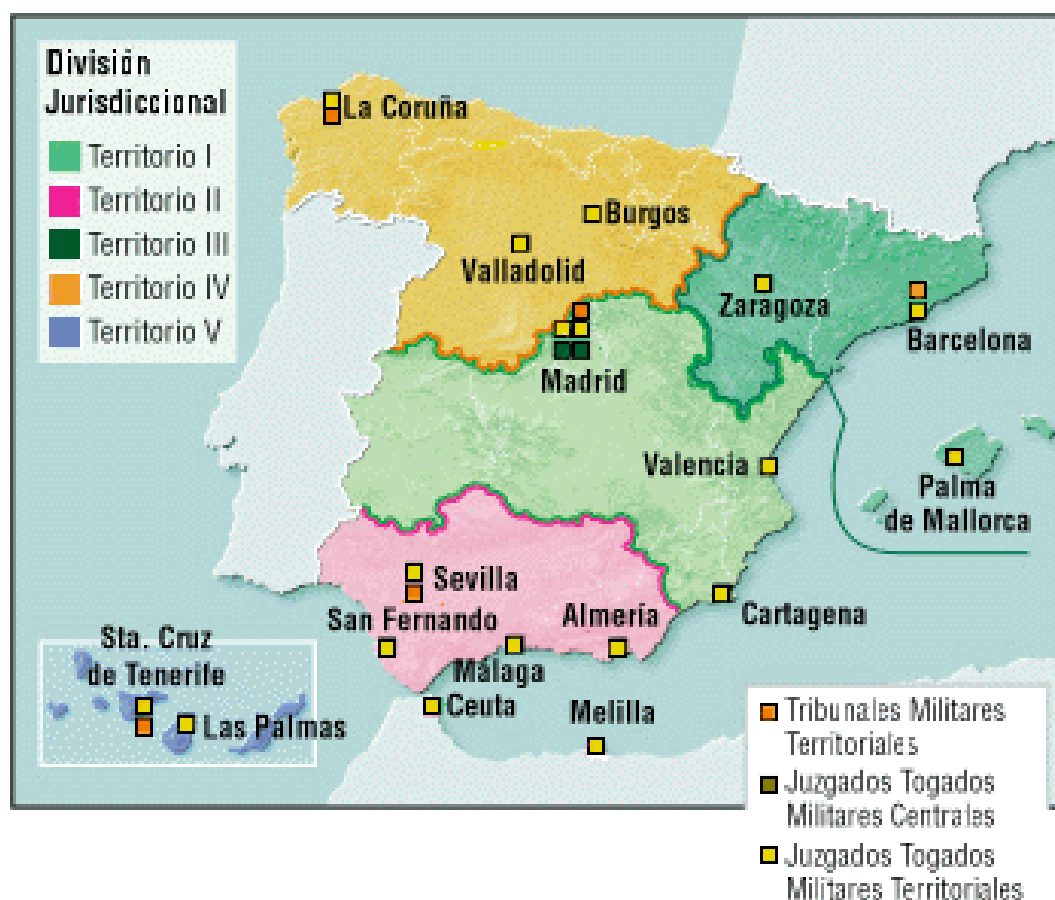 División
Jurisdiccional
Territorio I
Territorio II
Territorio III
Territorio IV
Territorio V
La Coruña
Burgos
Valladolid
Zaragoza
Barcelona
Madrid
Valencia
Palma
de Mallorca
Sevilla
San Fernando
Almería
Cartagena
Málaga
Sta. Cruz
de Tenerife
Las Palmas
Ceuta
Melilla
Tribunales Militares
Territoriales
Juzgados Togados
Militares Centrales
Juzgados Togados
Militares Territoriales